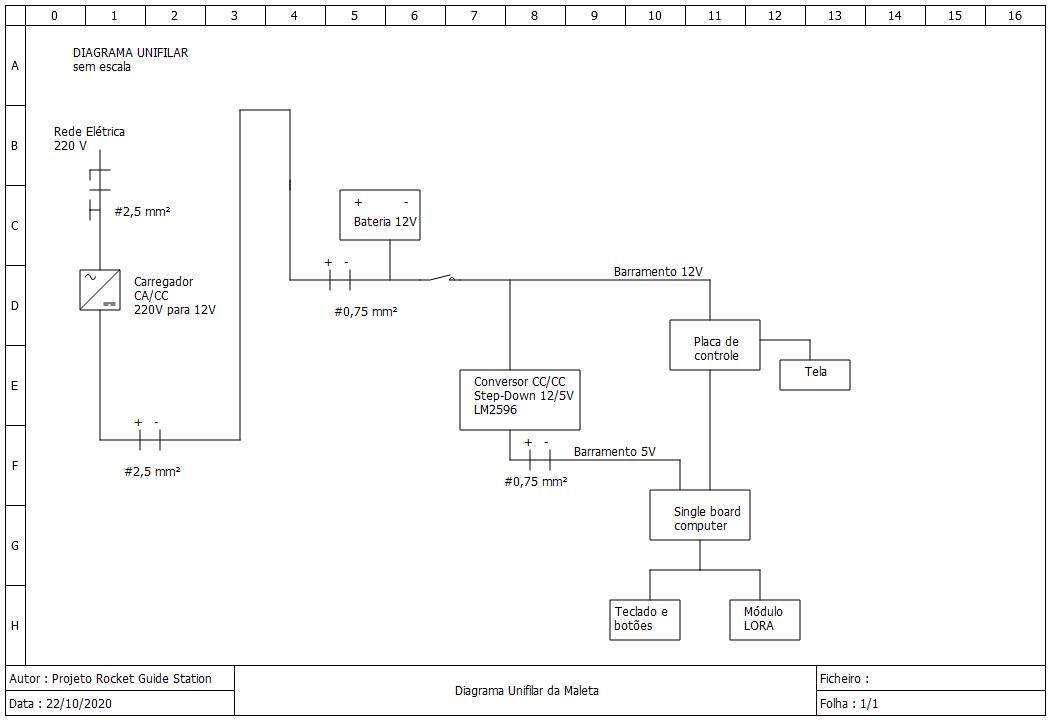 0 1 2 3 4 5 6 7 8 9 10 11 12 13 14 15 16
A
DIAGRAMA UNIFILAR
sem escala
B
Rede Elétrica
220 V
C
#2,5 mm²
+ -
Bateria 12V
D
Carregador
CA/CC
220V para 12V
+ -
#0,75 mm²
Barramento 12V
Placa de
controle
Tela
E
Conversor CC/CC
Step-Down 12/5V
LM2596
F
+ -
#2,5 mm²
+ -
Barramento 5V
#0,75 mm²
G
Single board
computer
H
Teclado e
botões
Módulo
LORA
Autor : Projeto Rocket Guide Station
Data : 22/10/2020
Diagrama Unifilar da Maleta
Ficheiro :
Folha : 1/1